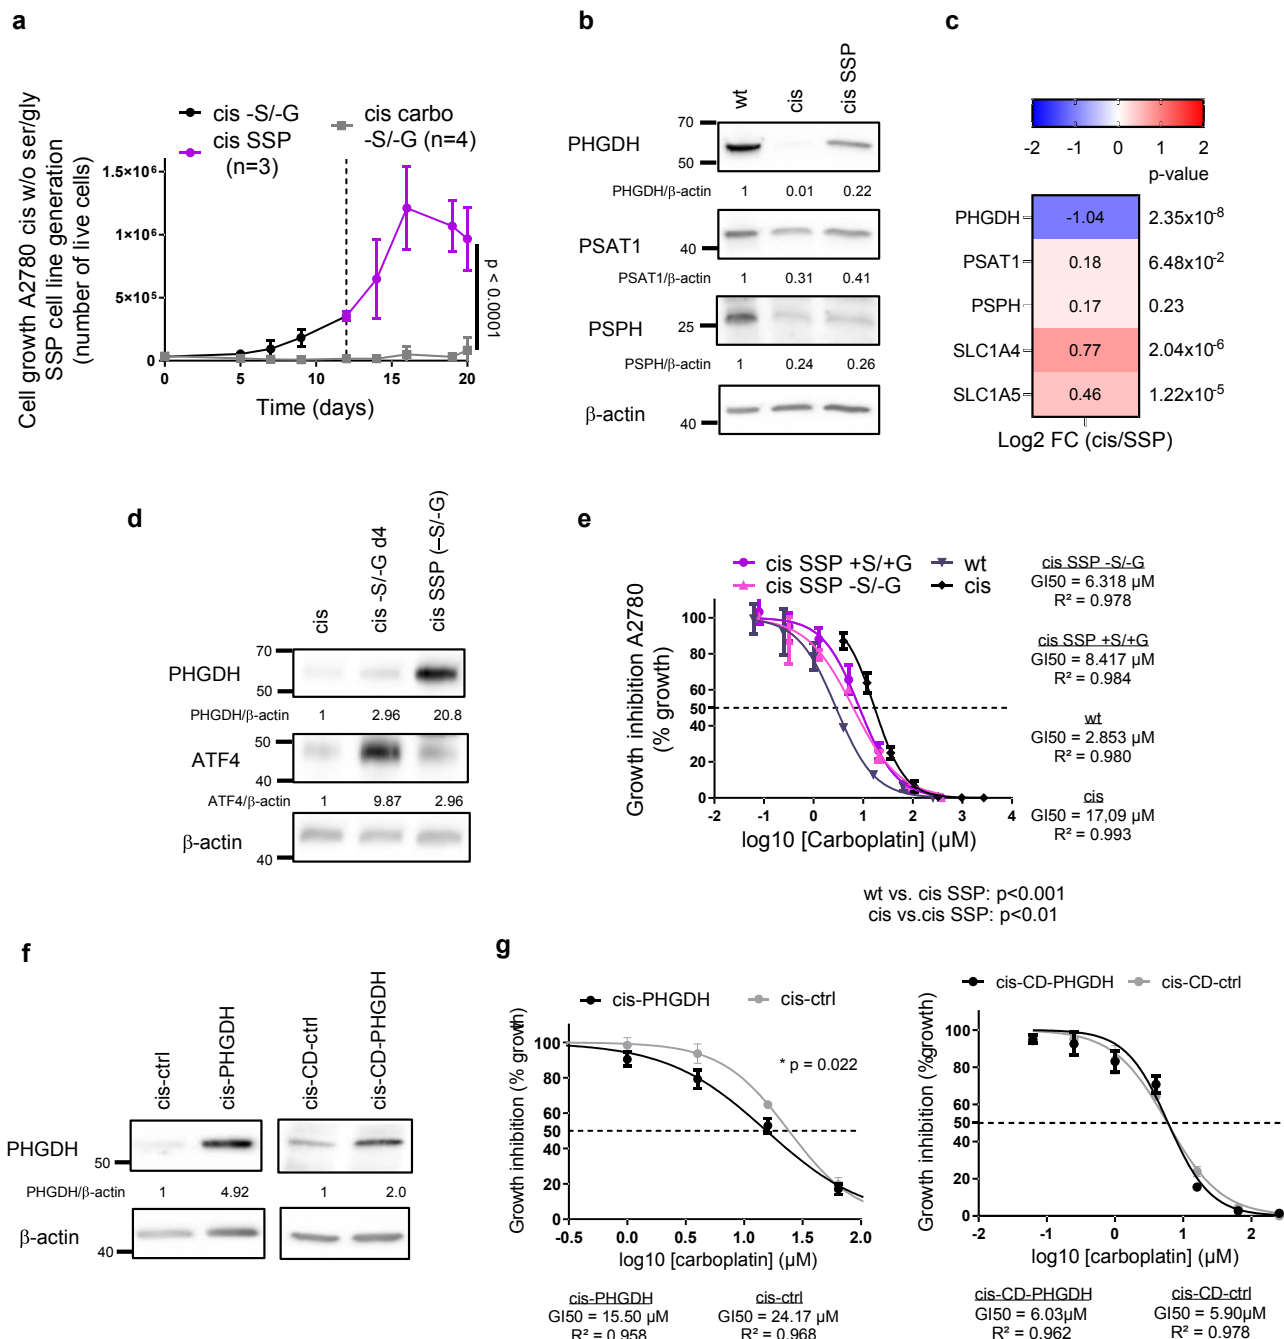 a
cis -S/-G
cis SSP
(n=3)
cis carbo
-S/-G (n=4)
Cell growth A2780 cis w/o ser/gly
SSP cell line generation
(number of live cells)
1.5×10⁶
1×10⁶
5×10⁵
0
0
5
10
15
20
Time (days)
p < 0.0001
b
wt
cis
cis SSP
PHGDH
70
50
PHGDH/β-actin
1
0.01
0.22
PSAT1
40
PSAT1/β-actin
1
0.31
0.41
PSPH
25
PSPH/β-actin
1
0.24
0.26
β-actin
40
c
-2
-1
0
1
2
p-value
PHGDH
-1.04
2.35x10⁻⁸
PSAT1
0.18
6.48x10⁻²
PSPH
0.17
0.23
SLC1A4
0.77
2.04x10⁻⁶
SLC1A5
0.46
1.22x10⁻⁵
Log2 FC (cis/SSP)
d
cis
cis -S/-G d4
cis SSP (–S/-G)
PHGDH
70
50
PHGDH/β-actin
1
2.96
20.8
ATF4
50
40
ATF4/β-actin
1
9.87
2.96
β-actin
40
e
cis SSP +S/+G
wt
cis SSP -S/-G
cis
Growth inhibition A2780
(% growth)
100
80
60
50
40
20
0
-2
-1
0
1
2
3
4
log10 [Carboplatin] (µM)
cis SSP -S/-G
GI50 = 6.318 µM
R² = 0.978
cis SSP +S/+G
GI50 = 8.417 µM
R² = 0.984
wt
GI50 = 2.853 µM
R² = 0.980
cis
GI50 = 17,09 µM
R² = 0.993
wt vs. cis SSP: p<0.001
cis vs.cis SSP: p<0.01
f
cis-ctrl
cis-PHGDH
cis-CD-ctrl
cis-CD-PHGDH
PHGDH
50
PHGDH/β-actin
1
4.92
1
2.0
β-actin
40
g
cis-PHGDH
cis-ctrl
Growth inhibition (% growth)
100
80
60
50
40
20
0
* p = 0.022
0.0
0.5
1.0
1.5
2.0
log10 [carboplatin] (µM)
cis-PHGDH
GI50 = 15.50 µM
R² = 0.958
cis-ctrl
GI50 = 24.17 µM
R² = 0.968
cis-CD-PHGDH
cis-CD-ctrl
Growth inhibition (%growth)
100
80
60
50
40
20
0
-2
-1
0
1
2
log10 [carboplatin] (µM)
cis-CD-PHGDH
GI50 = 6.03µM
R² = 0.962
cis-CD-ctrl
GI50 = 5.90µM
R² = 0.978